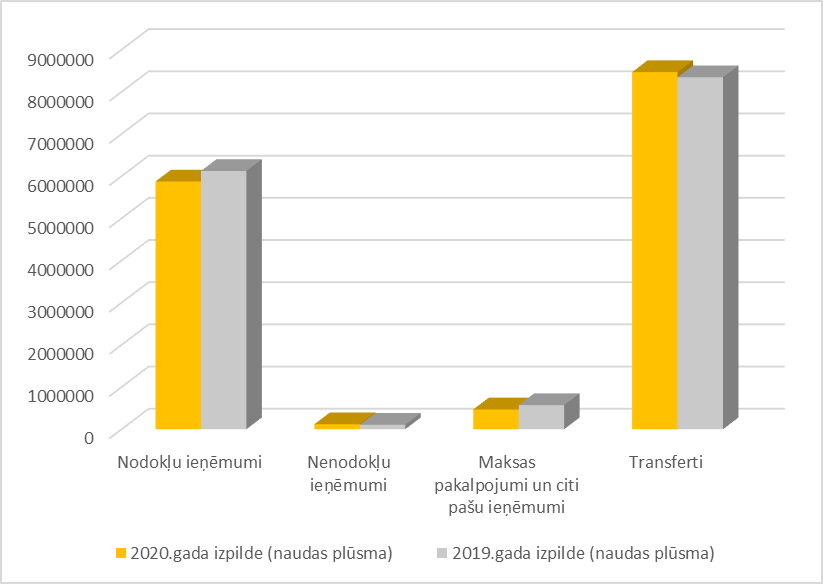 9000000
8000000
7000000
6000000
5000000
4000000
3000000
2000000
1000000
0
Nodokļu ieņēmumi
Nenodokļu
ieņēmumi
Maksas
pakalpojumi un citi
pašu ieņēmumi
Transferti
2020.gada izpilde (naudas plūsma)
2019.gada izpilde (naudas plūsma)